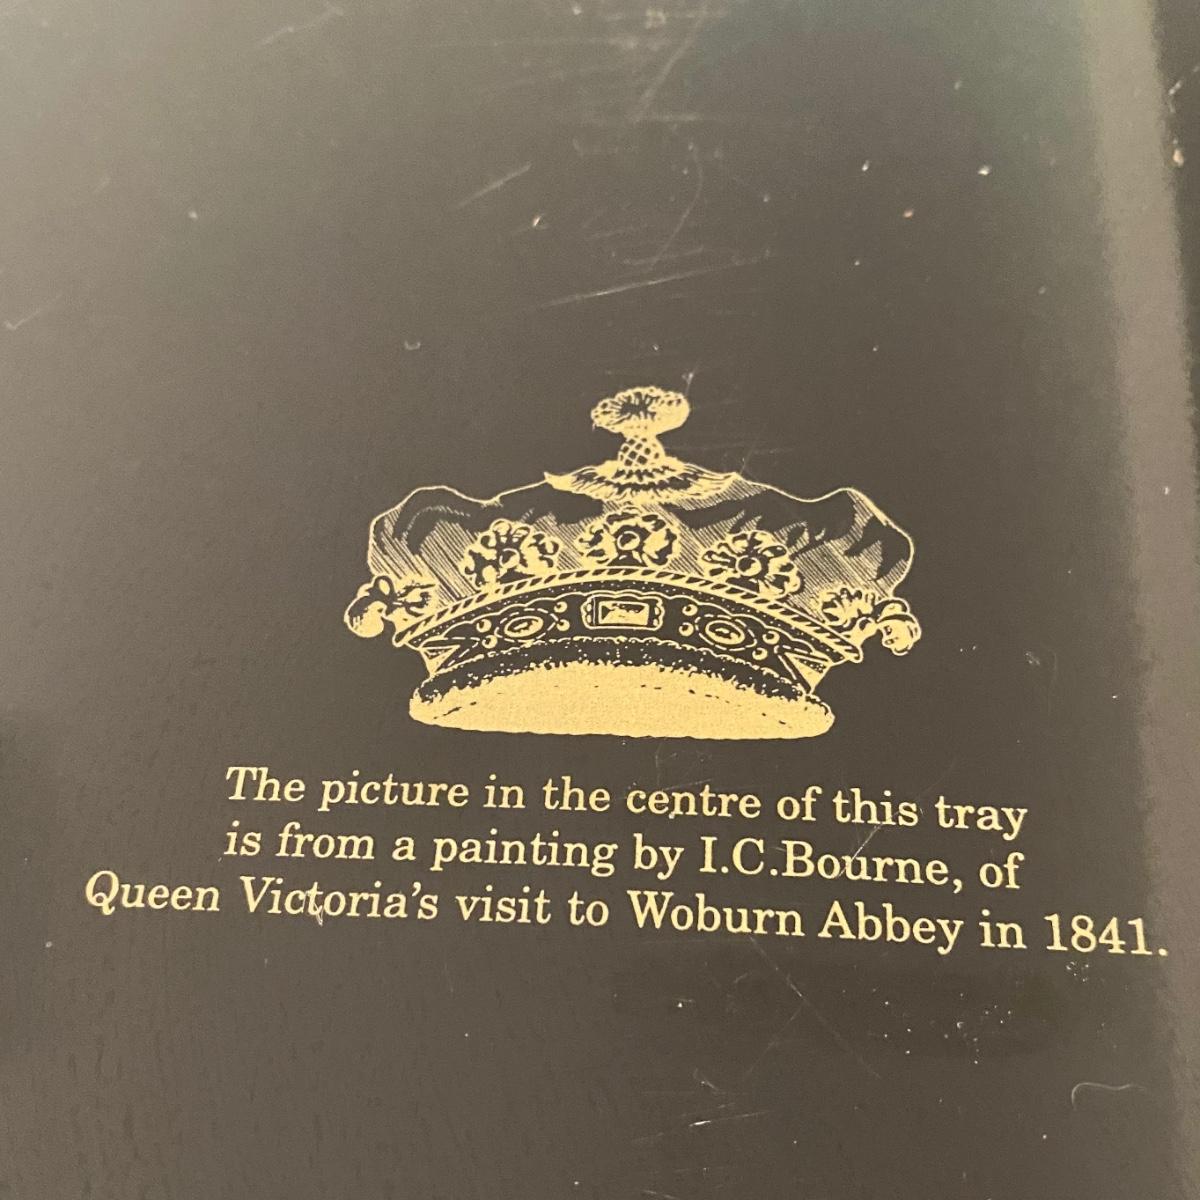 The picture in the centre of this tray
is from a painting by I.C.Bourne, of
Queen Victoria's visit to Woburn Abbey in 1841.